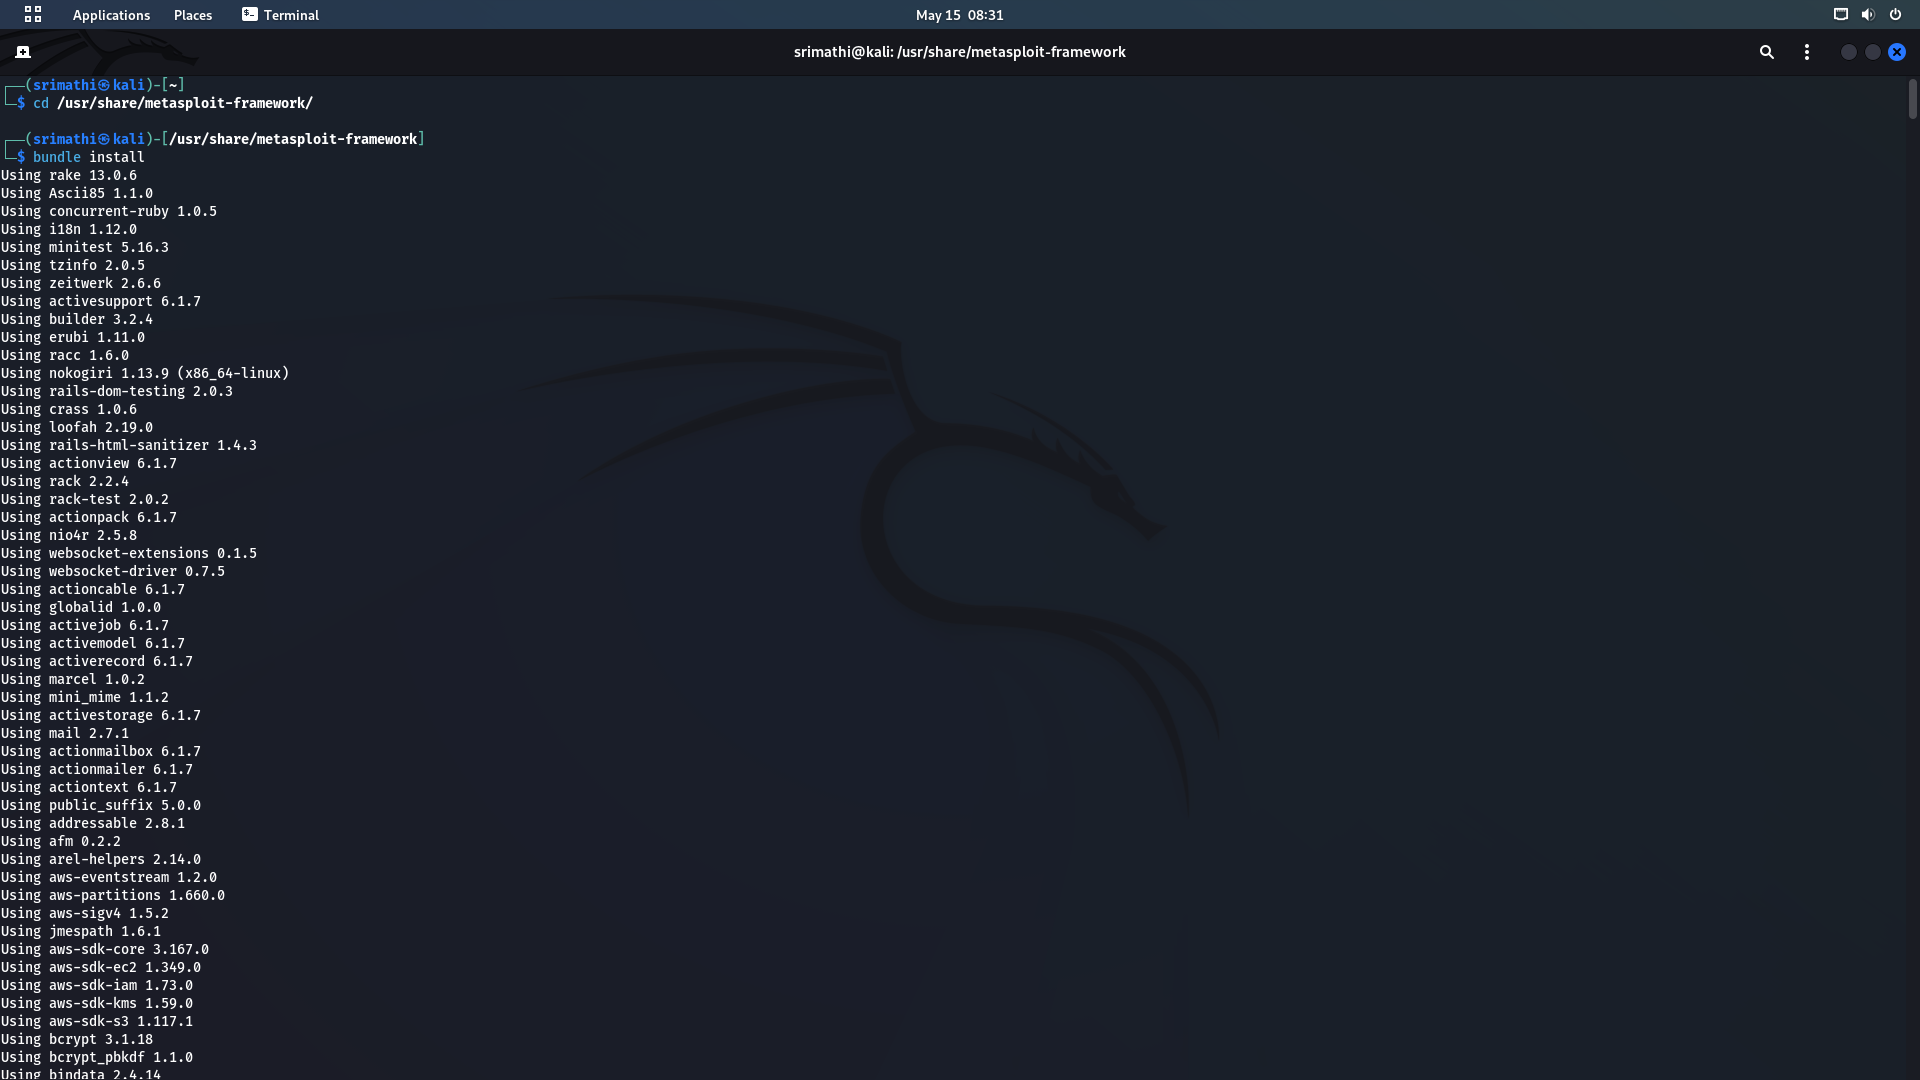 Applications Places Terminal May 15 08:31
srimathi@kali: /usr/share/metasploit-framework
┌──(srimathi㉿kali)-[~]
└─$ cd /usr/share/metasploit-framework/
┌──(srimathi㉿kali)-[/usr/share/metasploit-framework]
└─$ bundle install
Using rake 13.0.6
Using Ascii85 1.1.0
Using concurrent-ruby 1.0.5
Using i18n 1.12.0
Using minitest 5.16.3
Using tzinfo 2.0.5
Using zeitwerk 2.6.6
Using activesupport 6.1.7
Using builder 3.2.4
Using erubi 1.11.0
Using racc 1.6.0
Using nokogiri 1.13.9 (x86_64-linux)
Using rails-dom-testing 2.0.3
Using crass 1.0.6
Using loofah 2.19.0
Using rails-html-sanitizer 1.4.3
Using actionview 6.1.7
Using rack 2.2.4
Using rack-test 2.0.2
Using actionpack 6.1.7
Using nio4r 2.5.8
Using websocket-extensions 0.1.5
Using websocket-driver 0.7.5
Using actioncable 6.1.7
Using globalid 1.0.0
Using activejob 6.1.7
Using activemodel 6.1.7
Using activerecord 6.1.7
Using marcel 1.0.2
Using mini_mime 1.1.2
Using activestorage 6.1.7
Using mail 2.7.1
Using actionmailbox 6.1.7
Using actionmailer 6.1.7
Using actiontext 6.1.7
Using public_suffix 5.0.0
Using addressable 2.8.1
Using afm 0.2.2
Using arel-helpers 2.14.0
Using aws-eventstream 1.2.0
Using aws-partitions 1.660.0
Using aws-sigv4 1.5.2
Using jmespath 1.6.1
Using aws-sdk-core 3.167.0
Using aws-sdk-ec2 1.349.0
Using aws-sdk-iam 1.73.0
Using aws-sdk-kms 1.59.0
Using aws-sdk-s3 1.117.1
Using bcrypt 3.1.18
Using bcrypt_pbkdf 1.1.0
Using bindata 2.4.14